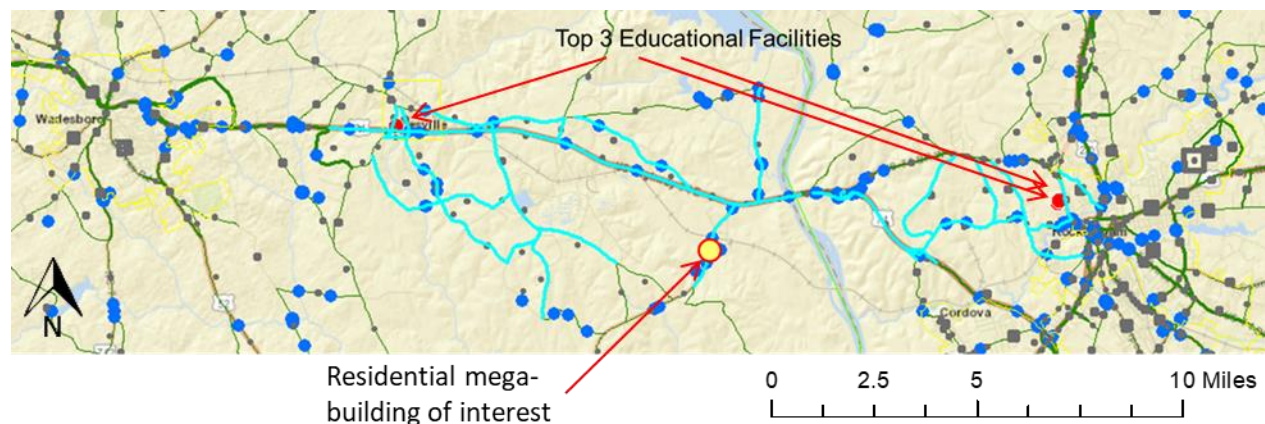 Top 3 Educational Facilities
Wadesboro
Cordova
N
Residential mega-
building of interest
0 2.5 5 10 Miles